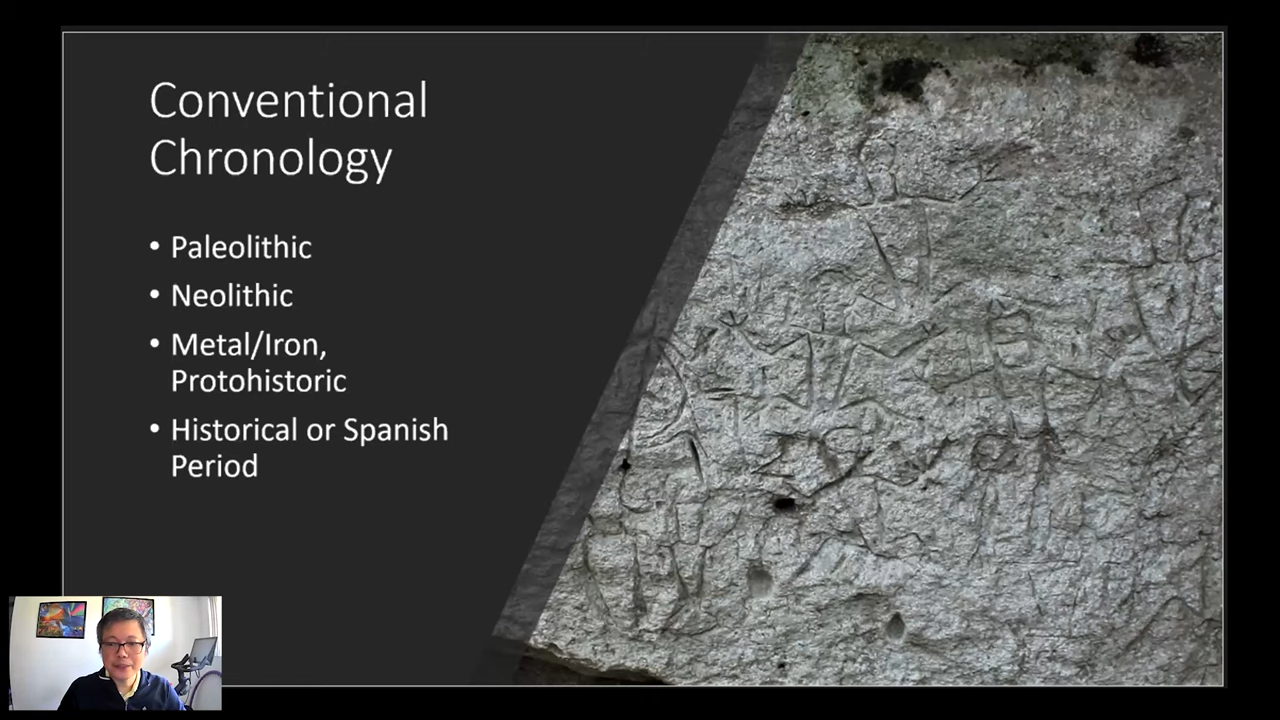 Conventional
Chronology
• Paleolithic
• Neolithic
• Metal/Iron,
Protohistoric
• Historical or Spanish
Period